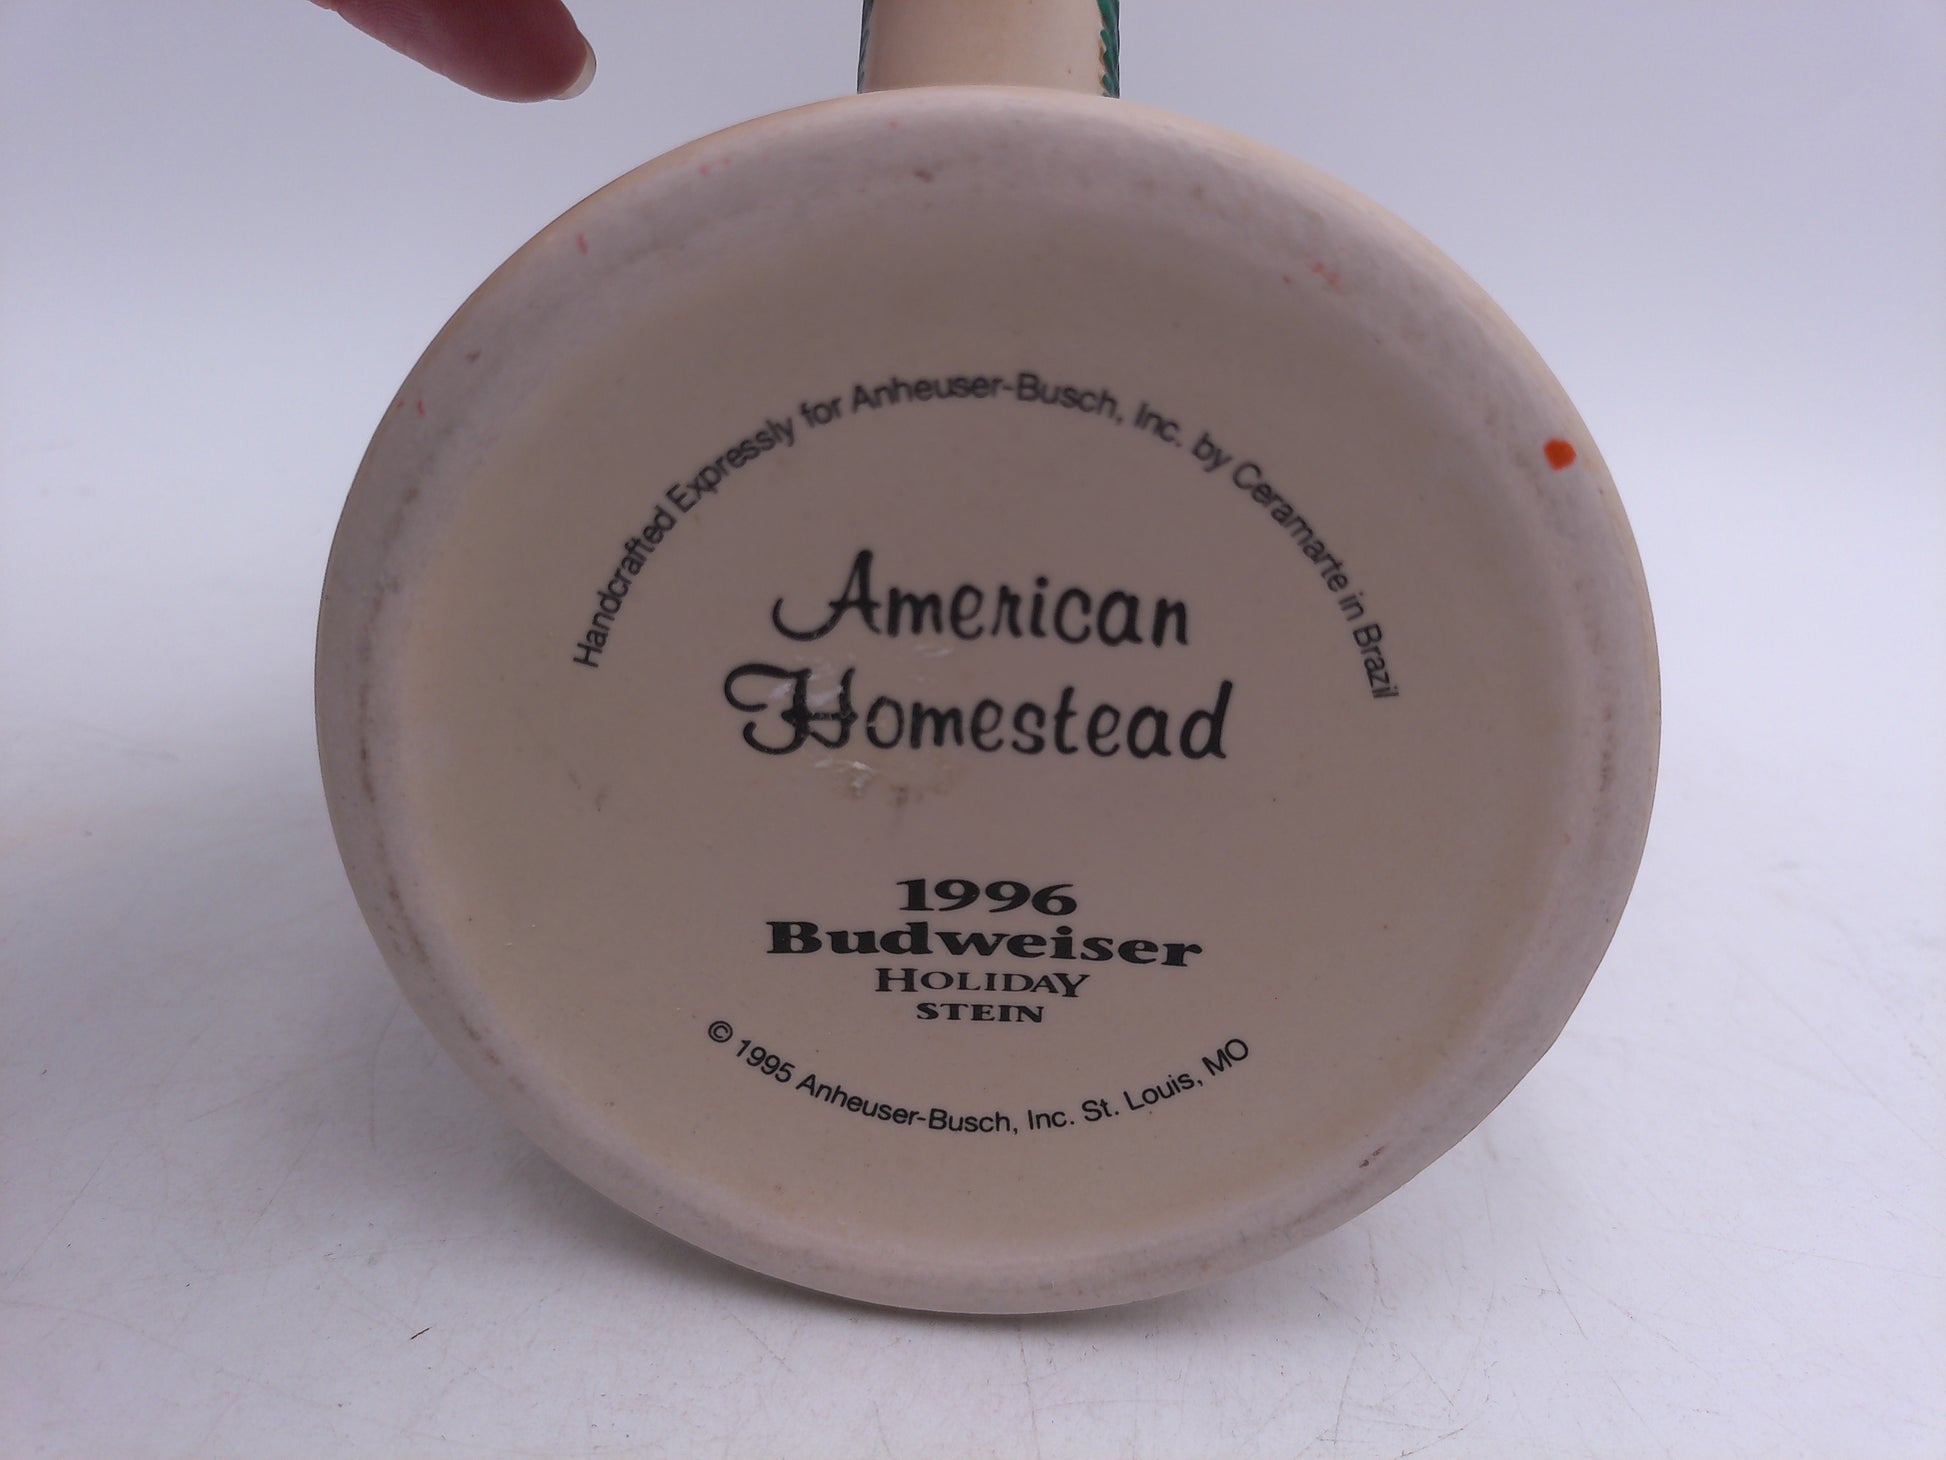 Handcrafted Expressly for Anheuser-Busch, Inc. by Ceramarte in Brazil
American
Homestead
1996
Budweiser
HOLIDAY
STEIN
© 1995 Anheuser-Busch, Inc. St. Louis, MO